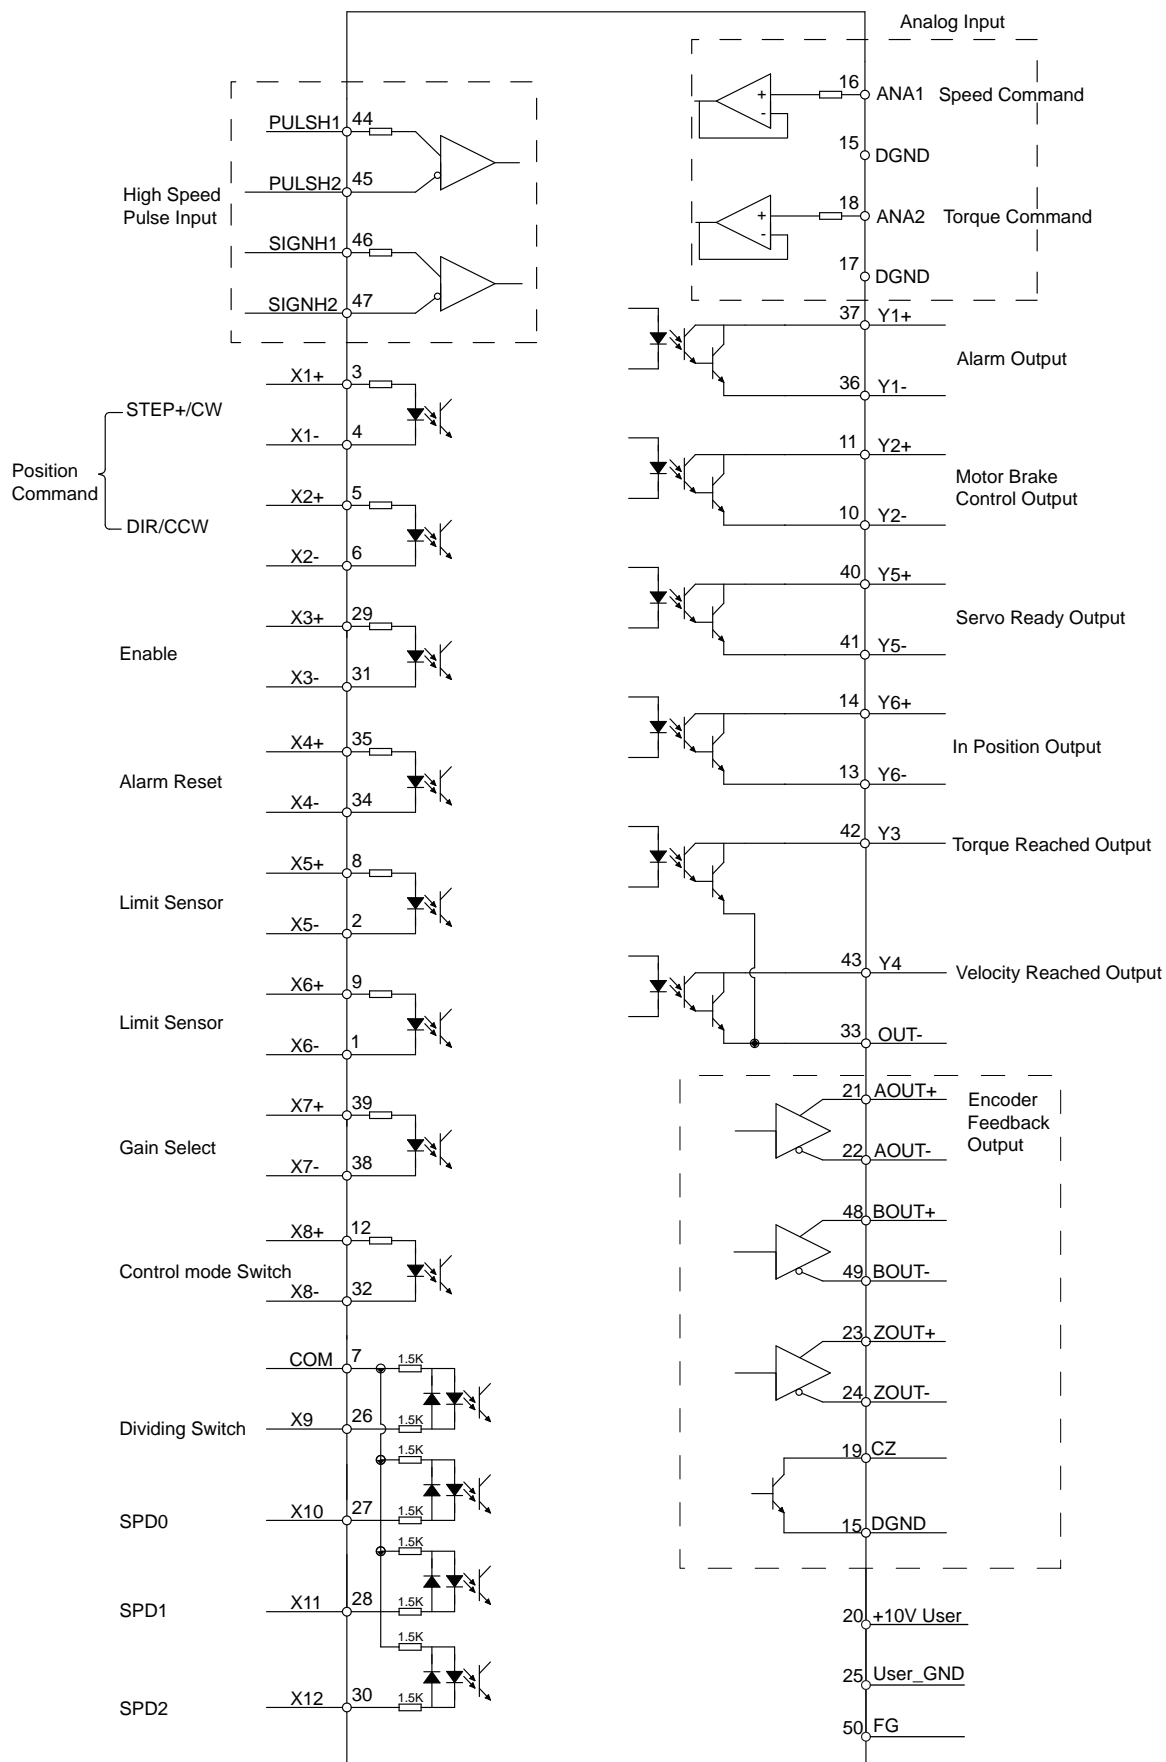 Analog Input
High Speed
Pulse Input
PULSH1 44
PULSH2 45
SIGNH1 46
SIGNH2 47
Position
Command
STEP+/CW
X1+ 3
X1- 4
DIR/CCW
X2+ 5
X2- 6
Enable
X3+ 29
X3- 31
Alarm Reset
X4+ 35
X4- 34
Limit Sensor
X5+ 8
X5- 2
Limit Sensor
X6+ 9
X6- 1
Gain Select
X7+ 39
X7- 38
Control mode Switch
X8+ 12
X8- 32
COM 7 1.5K
Dividing Switch X9 26 1.5K
1.5K
SPD0 X10 27 1.5K
1.5K
SPD1 X11 28 1.5K
1.5K
SPD2 X12 30 1.5K
+ - 16 ANA1 Speed Command
15 DGND
+ - 18 ANA2 Torque Command
17 DGND
37 Y1+
Alarm Output
36 Y1-
11 Y2+
Motor Brake
Control Output
10 Y2-
40 Y5+
Servo Ready Output
41 Y5-
14 Y6+
In Position Output
13 Y6-
42 Y3 Torque Reached Output
43 Y4 Velocity Reached Output
33 OUT-
Encoder
Feedback
Output
21 AOUT+
22 AOUT-
48 BOUT+
49 BOUT-
23 ZOUT+
24 ZOUT-
19 CZ
15 DGND
20 +10V User
25 User_GND
50 FG